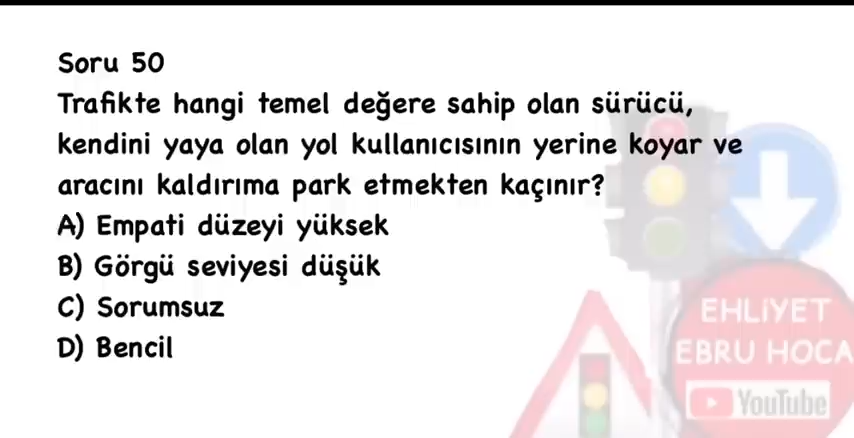 Soru 50
Trafikte hangi temel değere sahip olan sürücü,
kendini yaya olan yol kullanıcısının yerine koyar ve
aracını kaldırıma park etmekten kaçınır?
A) Empati düzeyi yüksek
B) Görgü seviyesi düşük
C) Sorumsuz
D) Bencil
EHLİYET
EBRU HOCA
YouTube